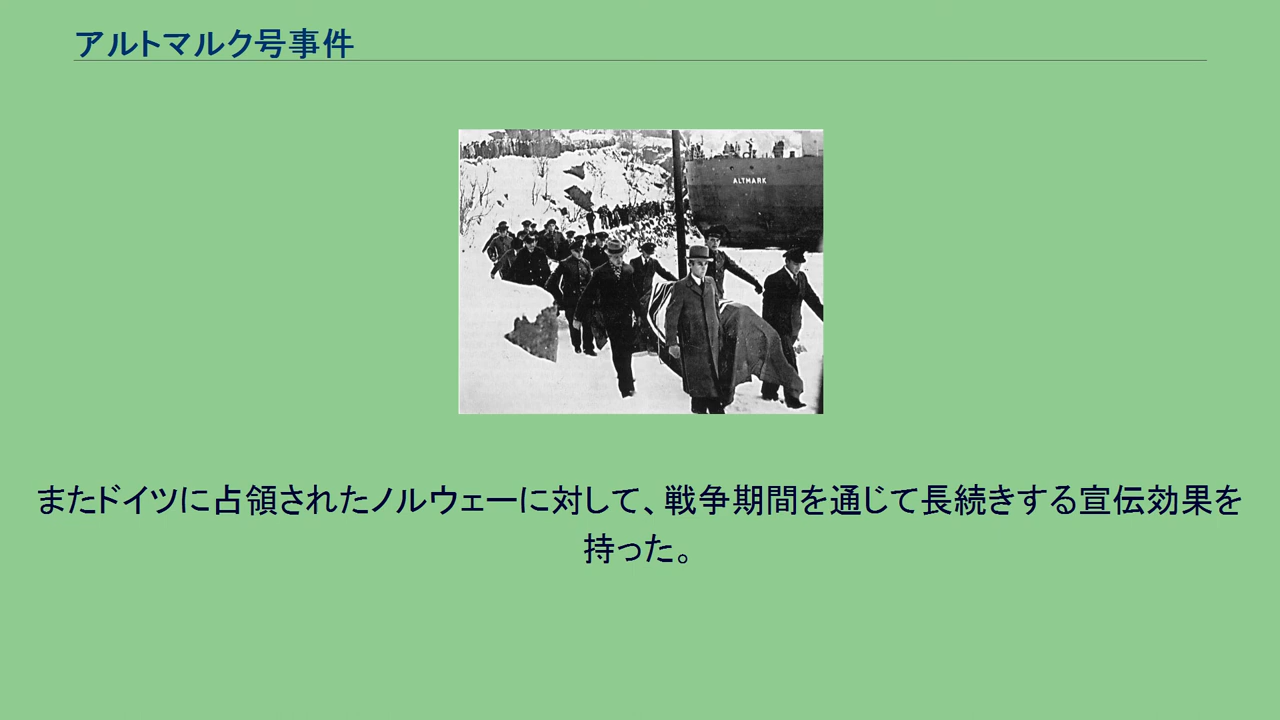 アルトマルク号事件
ALTMARK
またドイツに占領されたノルウェーに対して、戦争期間を通じて長続きする宣伝効果を
持った。